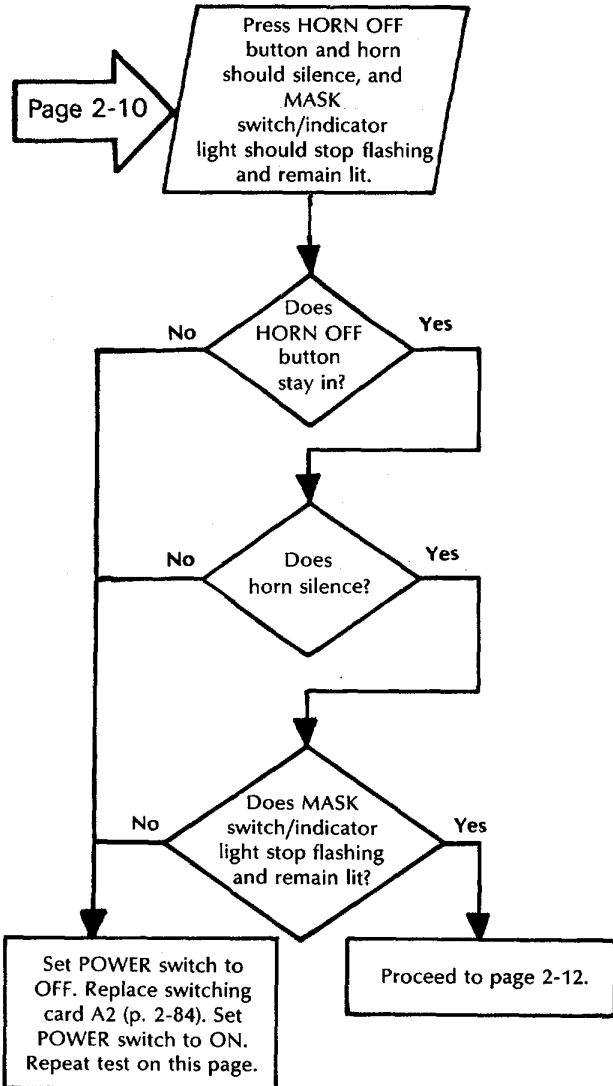 Press HORN OFF
button and horn
should silence, and
MASK
switch/indicator
light should stop flashing
and remain lit.
Page 2-10
Does
HORN OFF
button
stay in?
No
Yes
Does
horn silence?
No
Yes
Does MASK
switch/indicator
light stop flashing
and remain lit?
No
Yes
Set POWER switch to
OFF. Replace switching
card A2 (p. 2-84). Set
POWER switch to ON.
Repeat test on this page.
Proceed to page 2-12.